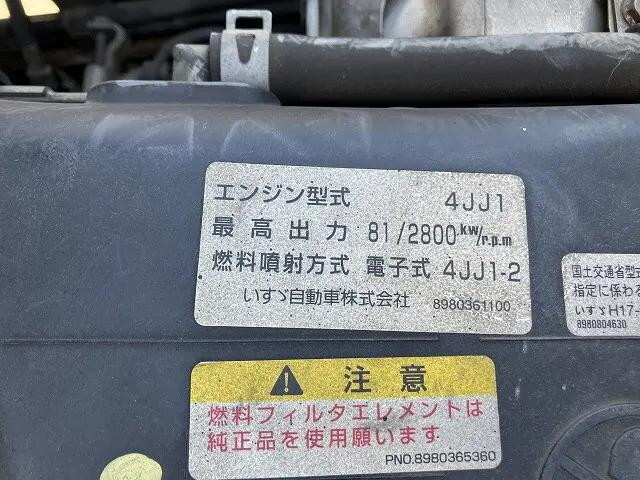 エンジン型式 4JJ1
最高出力 81/2800 kw/r.p.m
燃料噴射方式 電子式 4JJ1-2
いすゞ自動車株式会社 8980361100
国土交通省型式
指定に係わる
いすゞH17-
8980804630
注意
燃料フィルタエレメントは
純正品を使用願います
PNO.8980365360